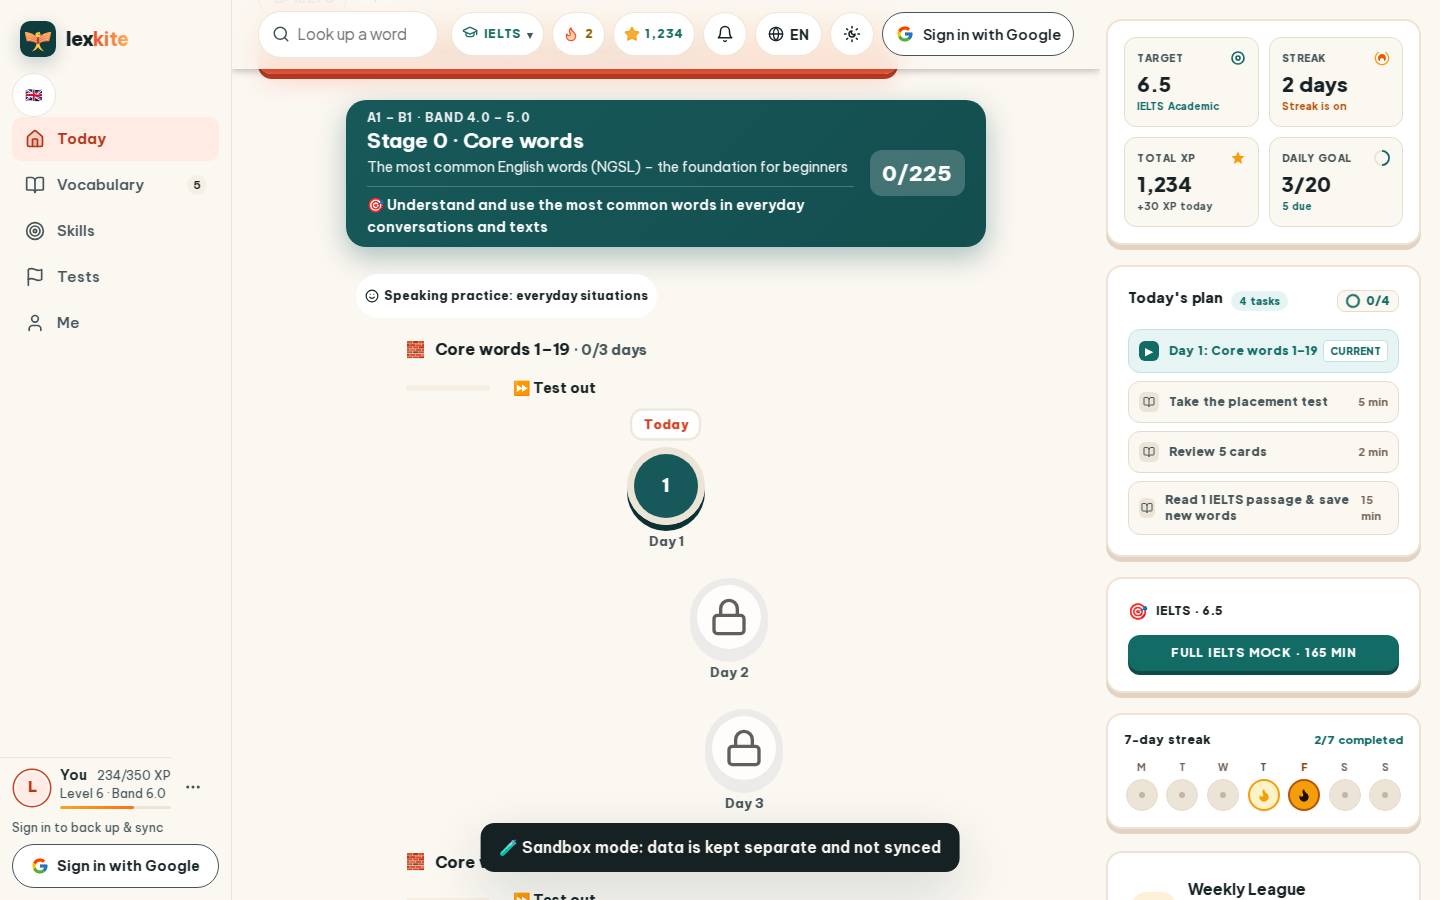 lexkite
Today
Vocabulary 5
Skills
Tests
Me
L
You 234/350 XP
Level 6 · Band 6.0
Sign in to back up & sync
Sign in with Google
Look up a word
IELTS ▾
2
1,234
EN
Sign in with Google
A1 – B1 · BAND 4.0 – 5.0
Stage 0 · Core words
The most common English words (NGSL) – the foundation for beginners
0/225
🎯 Understand and use the most common words in everyday
conversations and texts
Speaking practice: everyday situations
🧱 Core words 1–19 · 0/3 days
⏩ Test out
Today
1
Day 1
Day 2
Day 3
🧱 Core
Test out
🧪 Sandbox mode: data is kept separate and not synced
TARGET
6.5
IELTS Academic
STREAK
2 days
Streak is on
TOTAL XP
1,234
+30 XP today
DAILY GOAL
3/20
5 due
Today's plan 4 tasks 0/4
Day 1: Core words 1–19 CURRENT
Take the placement test 5 min
Review 5 cards 2 min
Read 1 IELTS passage & save 15
new words min
🎯 IELTS · 6.5
FULL IELTS MOCK · 165 MIN
7-day streak 2/7 completed
M T W T F S S
Weekly League